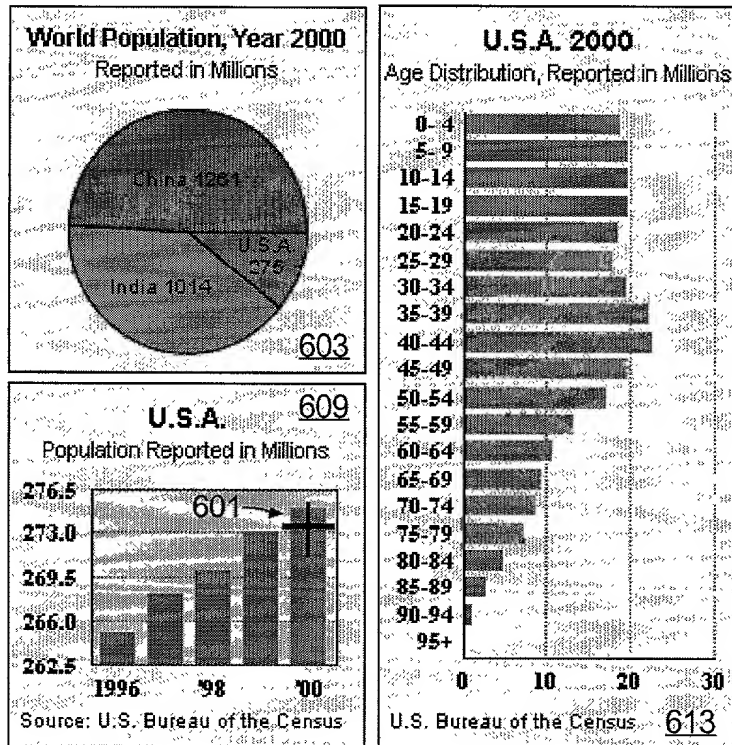 World Population, Year 2000
Reported in Millions
China 1261
U.S.A.
275
India 1014
603
U.S.A.
609
Population Reported in Millions
276.5
273.0
269.5
266.0
262.5
601
1996
'98
'00
Source: U.S. Bureau of the Census
U.S.A. 2000
Age Distribution, Reported in Millions
0-4
5-9
10-14
15-19
20-24
25-29
30-34
35-39
40-44
45-49
50-54
55-59
60-64
65-69
70-74
75-79
80-84
85-89
90-94
95+
0 10 20 30
U.S. Bureau of the Census
613